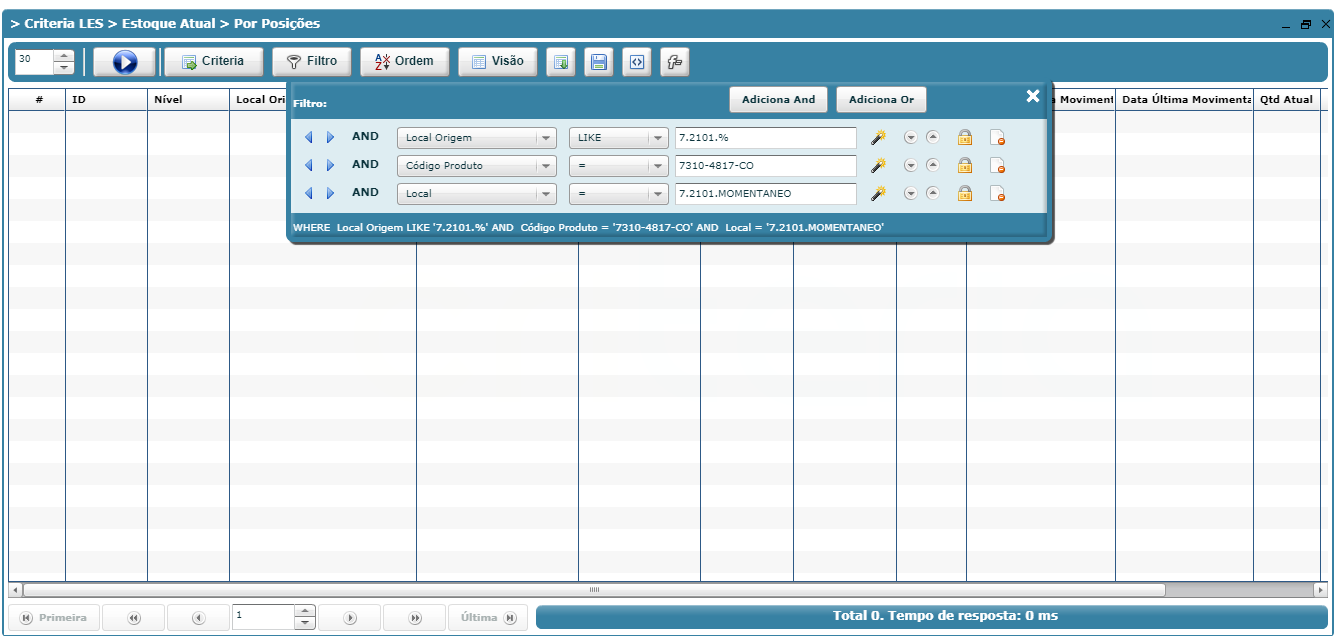 > Criteria LES > Estoque Atual > Por Posições
30 Criteria Filtro Ordem Visão
# ID Nível Local Ori a Moviment Data Última Movimenta Qtd Atual
Filtro: Adiciona And Adiciona Or
AND Local Origem LIKE 7.2101.%
AND Código Produto = 7310-4817-CO
AND Local = 7.2101.MOMENTANEO
WHERE Local Origem LIKE '7.2101.%' AND Código Produto = '7310-4817-CO' AND Local = '7.2101.MOMENTANEO'
Primeira 1 Última Total 0. Tempo de resposta: 0 ms